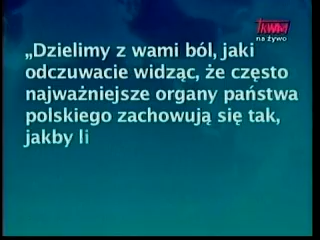 TRWAM
na żywo
„Dzielimy z wami ból, jaki
odczuwacie widząc, że często
najważniejsze organy państwa
polskiego zachowują się tak,
jakby li